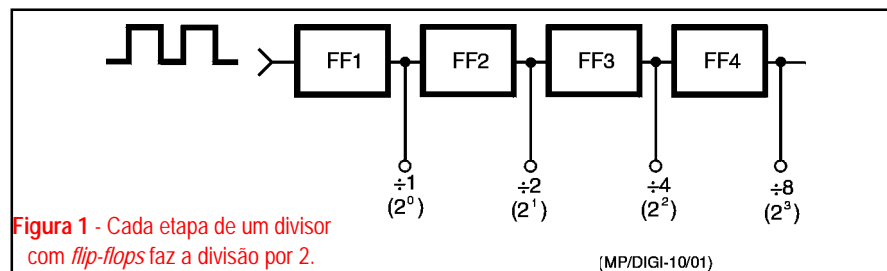 FF1 FF2 FF3 FF4
÷1 ÷2 ÷4 ÷8
(2⁰) (2¹) (2²) (2³)
Figura 1 - Cada etapa de um divisor
com flip-flops faz a divisão por 2.
(MP/DIGI-10/01)